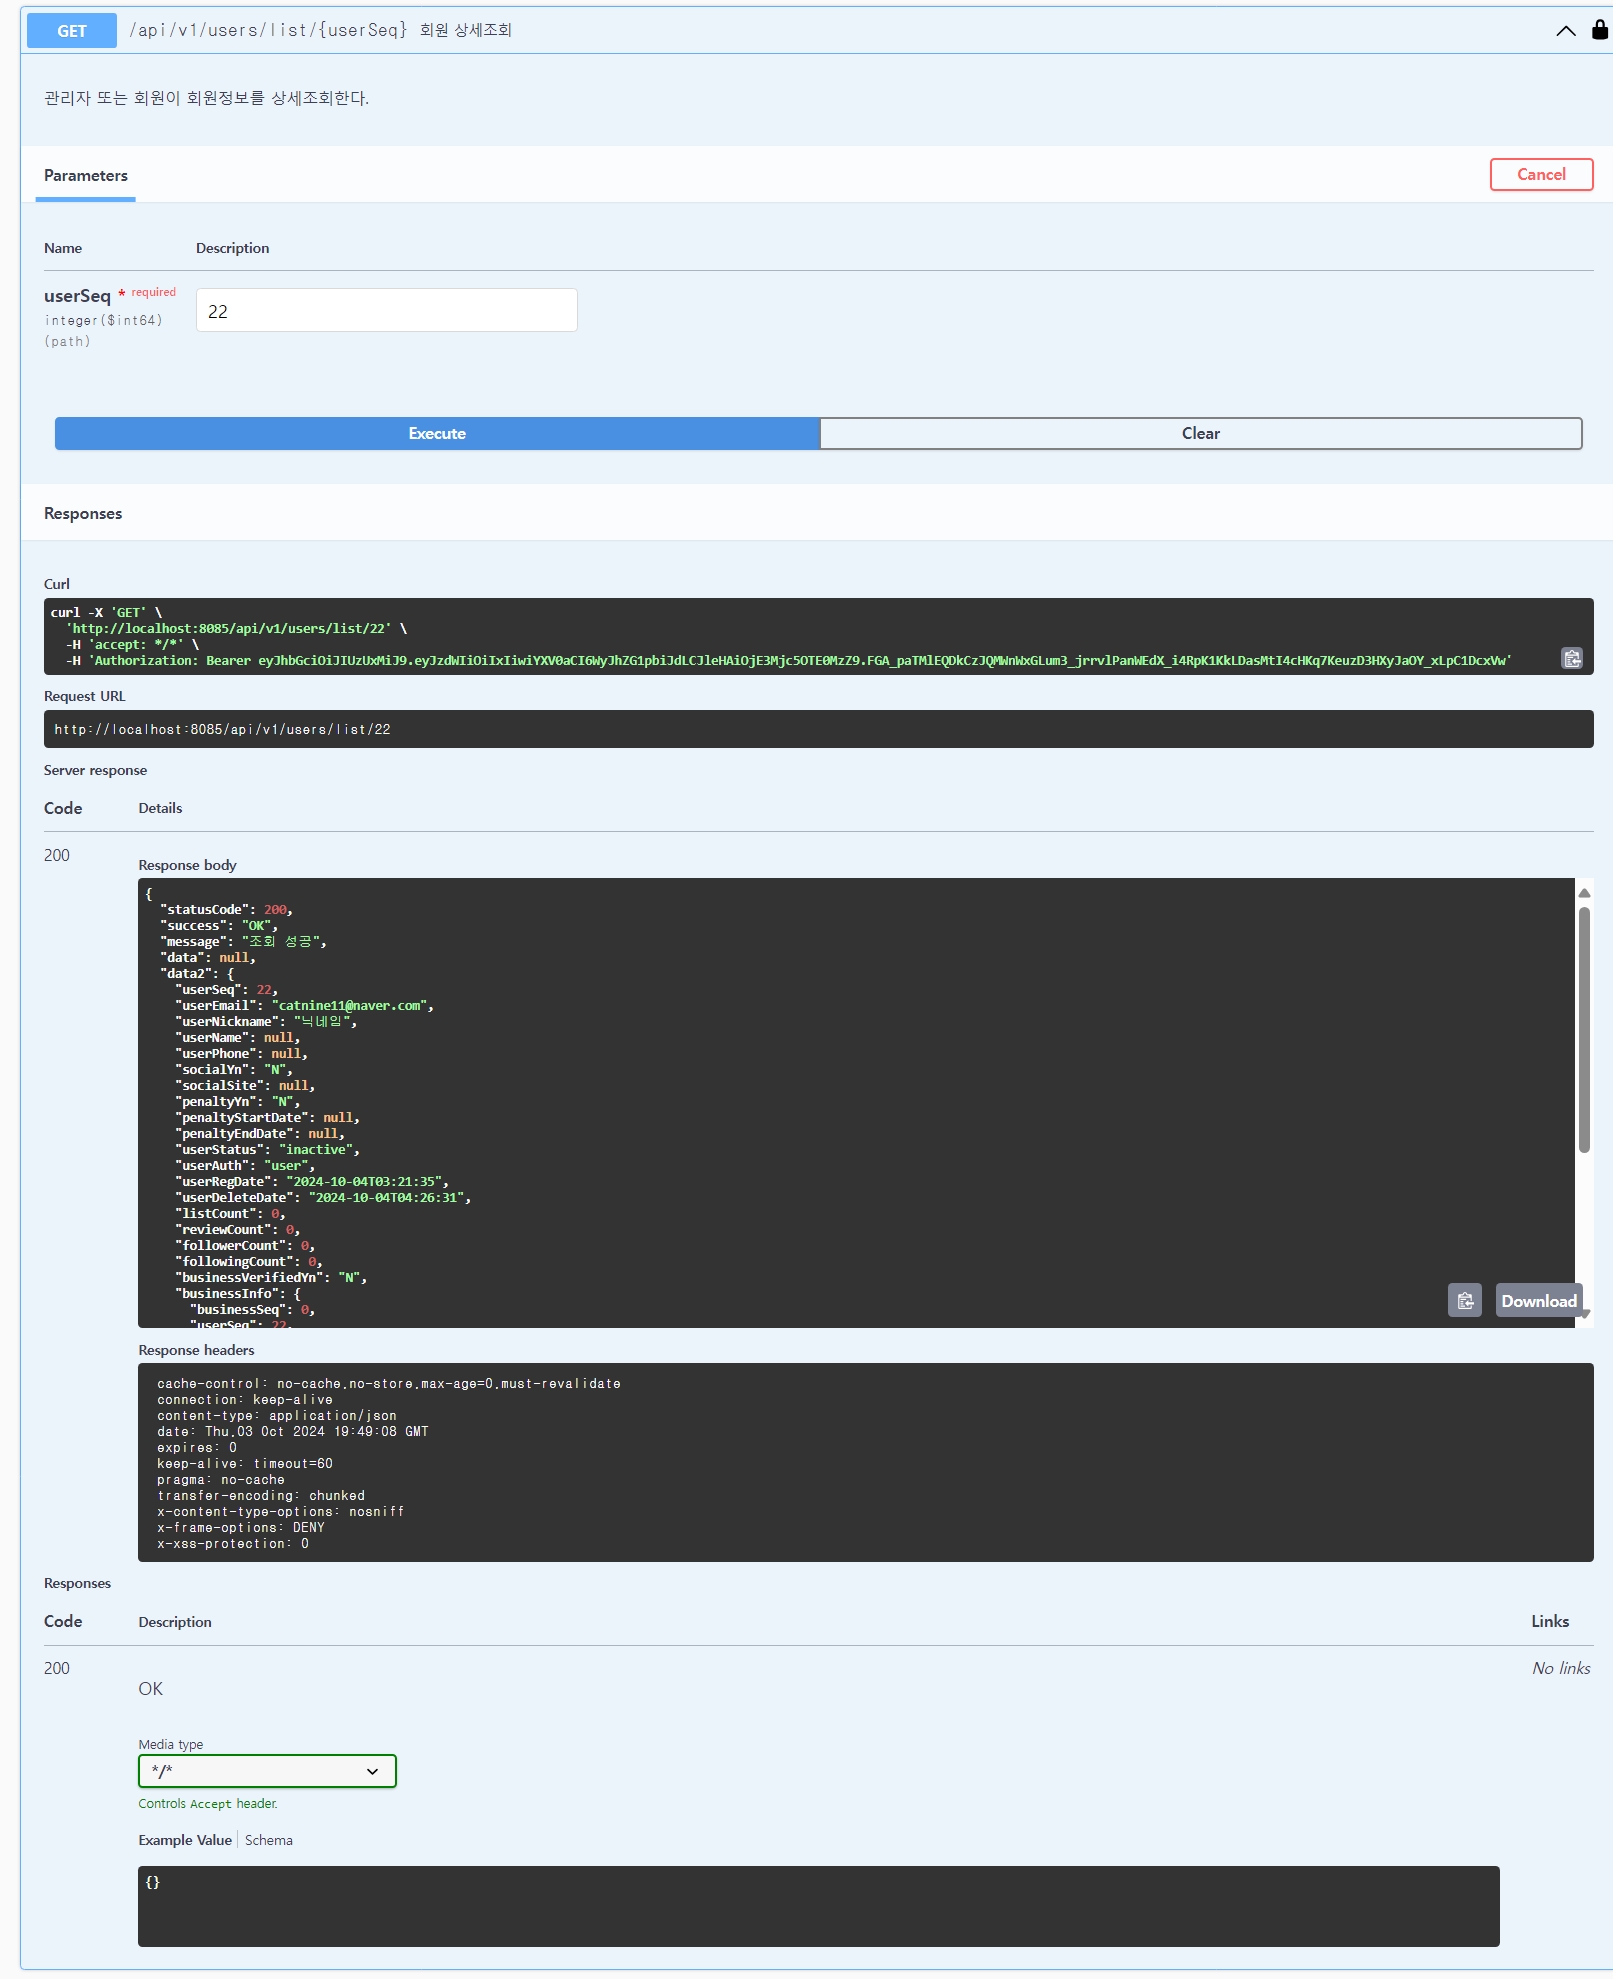 GET /api/v1/users/list/{userSeq} 회원 상세조회
관리자 또는 회원이 회원정보를 상세조회한다.
Parameters
Cancel
Name Description
userSeq * required
integer($int64)
(path)
22
Execute Clear
Responses
Curl
curl -X 'GET' \
'http://localhost:8085/api/v1/users/list/22' \
-H 'accept: */*' \
-H 'Authorization: Bearer eyJhbGciOiJIUzUxMiJ9.eyJzdWIiOiIxIiwiYXV0aCI6WyJhZG1pbiJdLCJleHAiOjE3Mjc5OTE0MzZ9.FGA_paTMlEQDkCzJQMWnWxGLum3_jrrvlPanWEdX_i4RpK1KkLDasMtI4cHKq7KeuzD3HXyJaOY_xLpC1DcxVw'
Request URL
http://localhost:8085/api/v1/users/list/22
Server response
Code Details
200
Response body
{
"statusCode": 200,
"success": "OK",
"message": "조회 성공",
"data": null,
"data2": {
"userSeq": 22,
"userEmail": "catnine11@naver.com",
"userNickname": "닉네임",
"userName": null,
"userPhone": null,
"socialYn": "N",
"socialSite": null,
"penaltyYn": "N",
"penaltyStartDate": null,
"penaltyEndDate": null,
"userStatus": "inactive",
"userAuth": "user",
"userRegDate": "2024-10-04T03:21:35",
"userDeleteDate": "2024-10-04T04:26:31",
"listCount": 0,
"reviewCount": 0,
"followerCount": 0,
"followingCount": 0,
"businessVerifiedYn": "N",
"businessInfo": {
"businessSeq": 0,
"userSeq": 22,
Download
Response headers
cache-control: no-cache,no-store,max-age=0,must-revalidate
connection: keep-alive
content-type: application/json
date: Thu,03 Oct 2024 19:49:08 GMT
expires: 0
keep-alive: timeout=60
pragma: no-cache
transfer-encoding: chunked
x-content-type-options: nosniff
x-frame-options: DENY
x-xss-protection: 0
Responses
Code Description Links
200 No links
OK
Media type
*/*
Controls Accept header.
Example Value Schema
{}